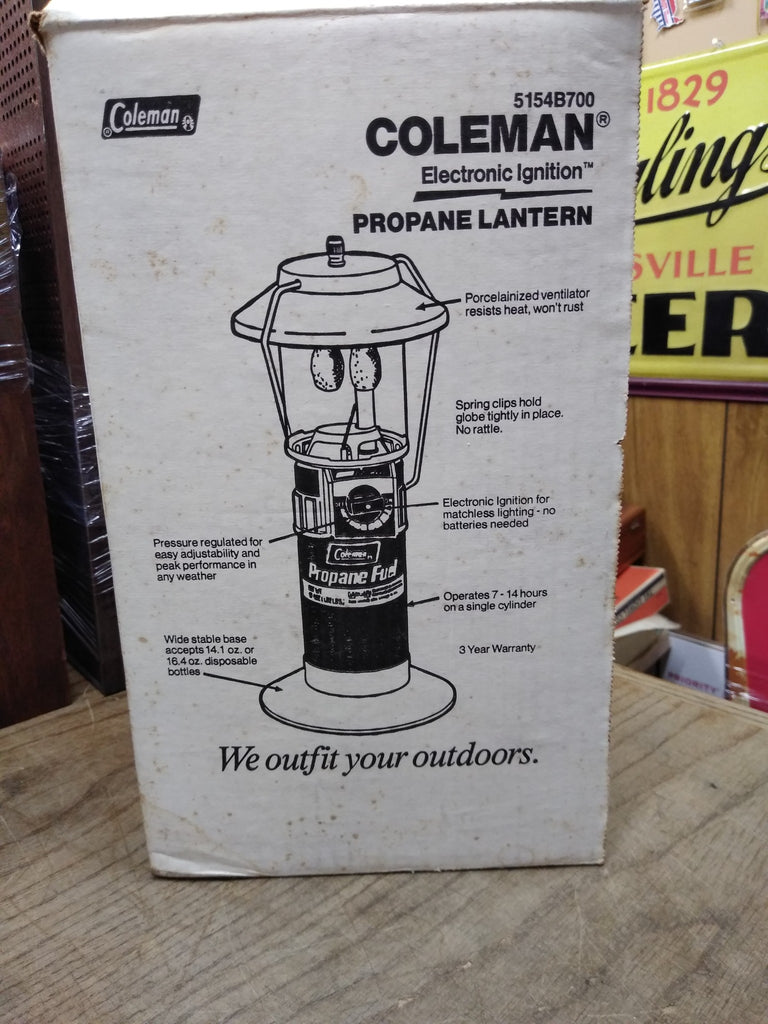 Coleman
5154B700
COLEMAN®
Electronic Ignition™
PROPANE LANTERN
Porcelainized ventilator
resists heat, won't rust
Spring clips hold
globe tightly in place.
No rattle.
Electronic Ignition for
matchless lighting - no
batteries needed
Pressure regulated for
easy adjustability and
peak performance in
any weather
Coleman
Propane Fuel
Operates 7 - 14 hours
on a single cylinder
Wide stable base
accepts 14.1 oz. or
16.4 oz. disposable
bottles
3 Year Warranty
We outfit your outdoors.
1829
ling
SVILLE
ER
PRIORITY